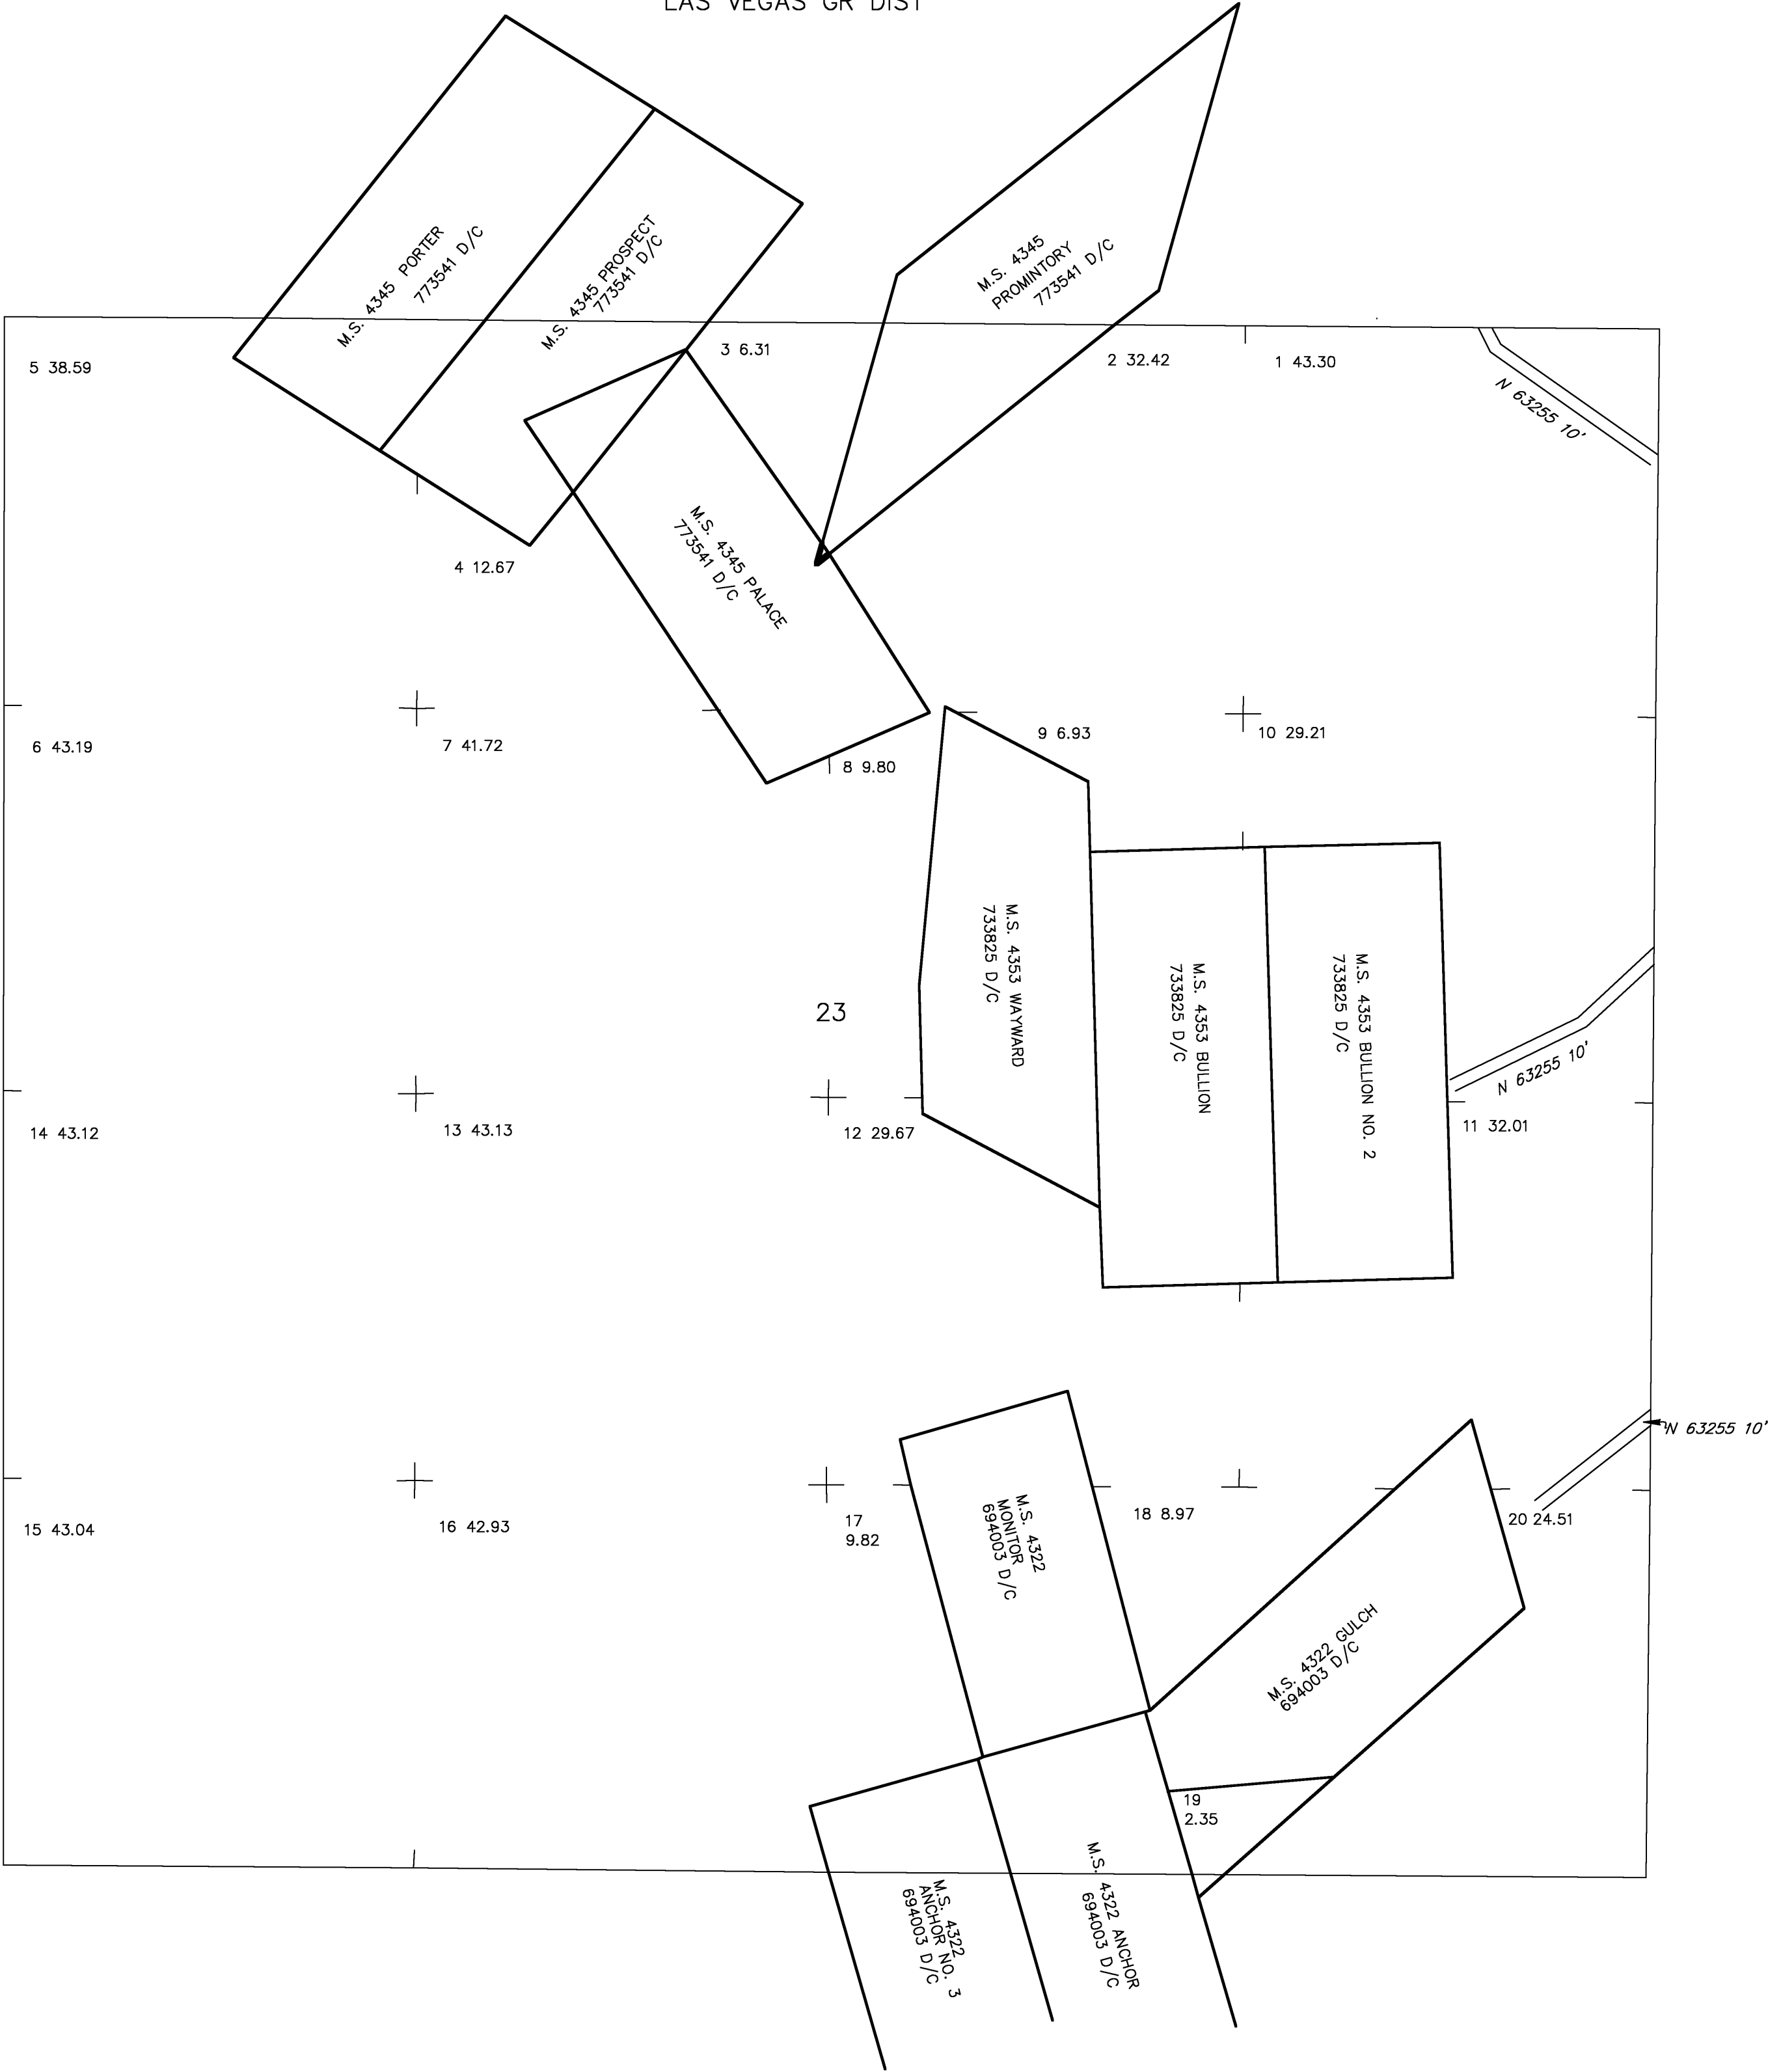 LAS VEGAS GR DIST
M.S. 4345 PORTER
773541 D/C
M.S. 4345 PROSPECT
773541 D/C
M.S. 4345
PROMINTORY
773541 D/C
5 38.59
3 6.31
2 32.42
1 43.30
N 63255 10'
4 12.67
M.S. 4345 PALACE
773541 D/C
6 43.19
7 41.72
8 9.80
9 6.93
10 29.21
M.S. 4353 WAYWARD
733825 D/C
M.S. 4353 BULLION
733825 D/C
M.S. 4353 BULLION NO. 2
733825 D/C
23
N 63255 10'
14 43.12
13 43.13
12 29.67
11 32.01
N 63255 10'
15 43.04
16 42.93
17
9.82
M.S. 4322
MONITOR
694003 D/C
18 8.97
20 24.51
M.S. 4322 GULCH
694003 D/C
19
2.35
M.S. 4322
ANCHOR NO. 3
694003 D/C
M.S. 4322 ANCHOR
694003 D/C